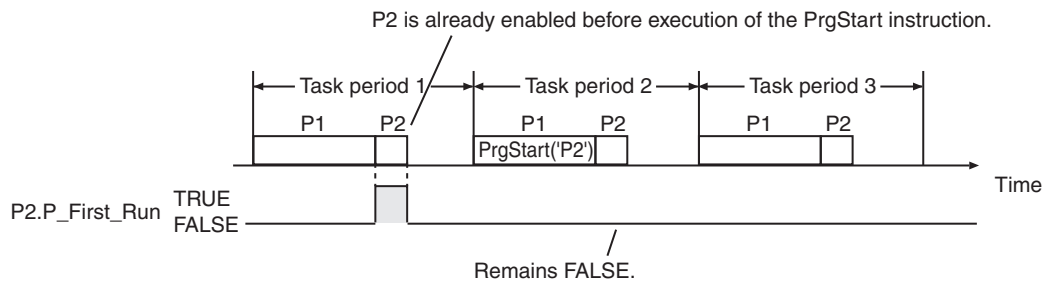 P2 is already enabled before execution of the PrgStart instruction.
Task period 1 Task period 2 Task period 3
P1 P2 P1 P2 P1 P2
PrgStart('P2')
Time
P2.P_First_Run TRUE
FALSE
Remains FALSE.